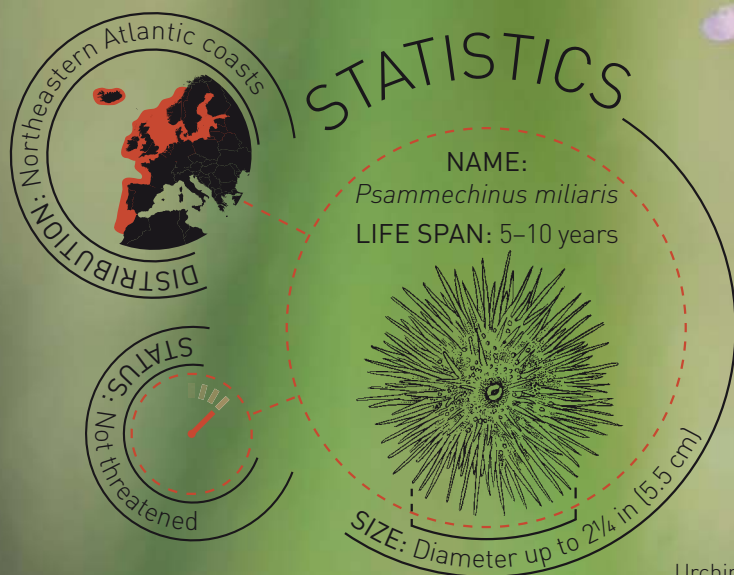 STATISTICS
DISTRIBUTION: Northeastern Atlantic coasts
NAME:
Psammechinus miliaris
LIFE SPAN: 5–10 years
STATUS: Not threatened
SIZE: Diameter up to 2¼ in (5.5 cm)